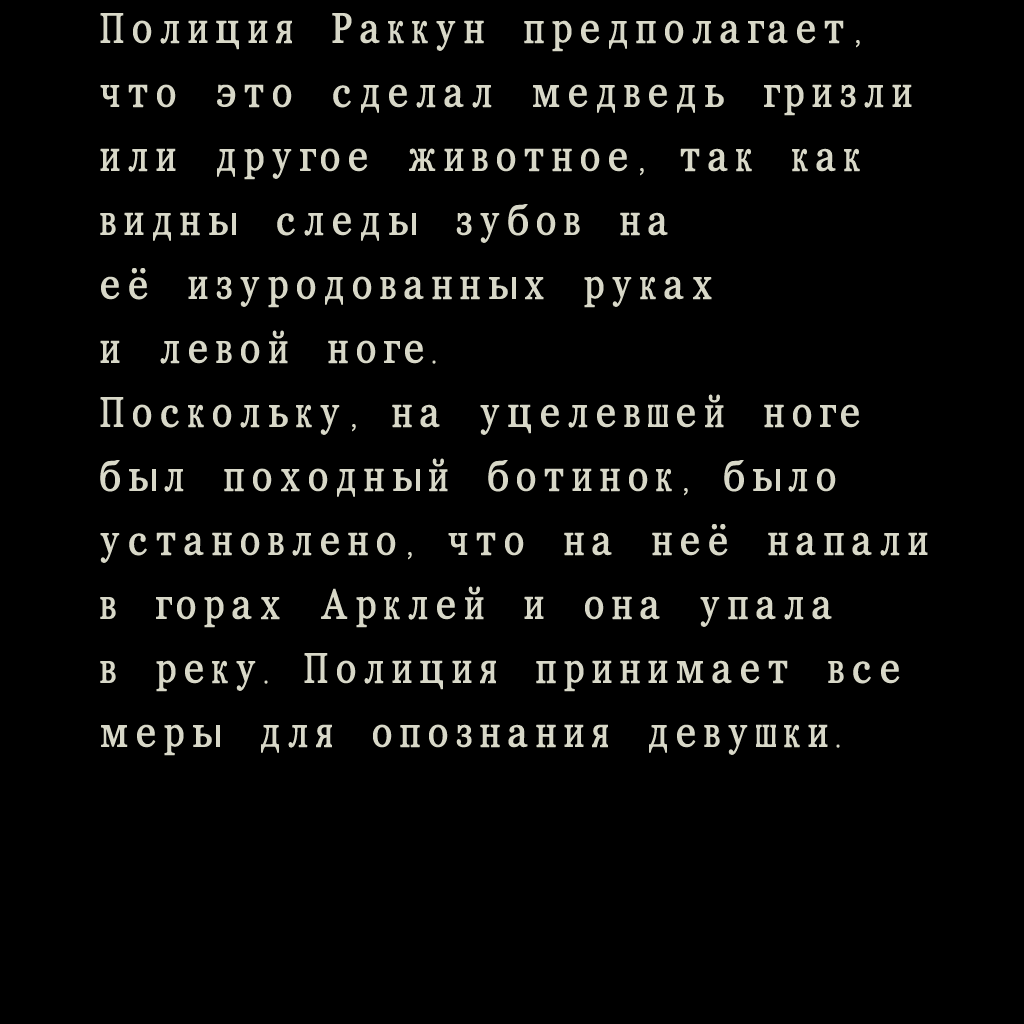 Полиция Раккун предполагает,
что это сделал медведь гризли
или другое животное, так как
видны следы зубов на
её изуродованных руках
и левой ноге.
Поскольку, на уцелевшей ноге
был походный ботинок, было
установлено, что на неё напали
в горах Арклей и она упала
в реку. Полиция принимает все
меры для опознания девушки.